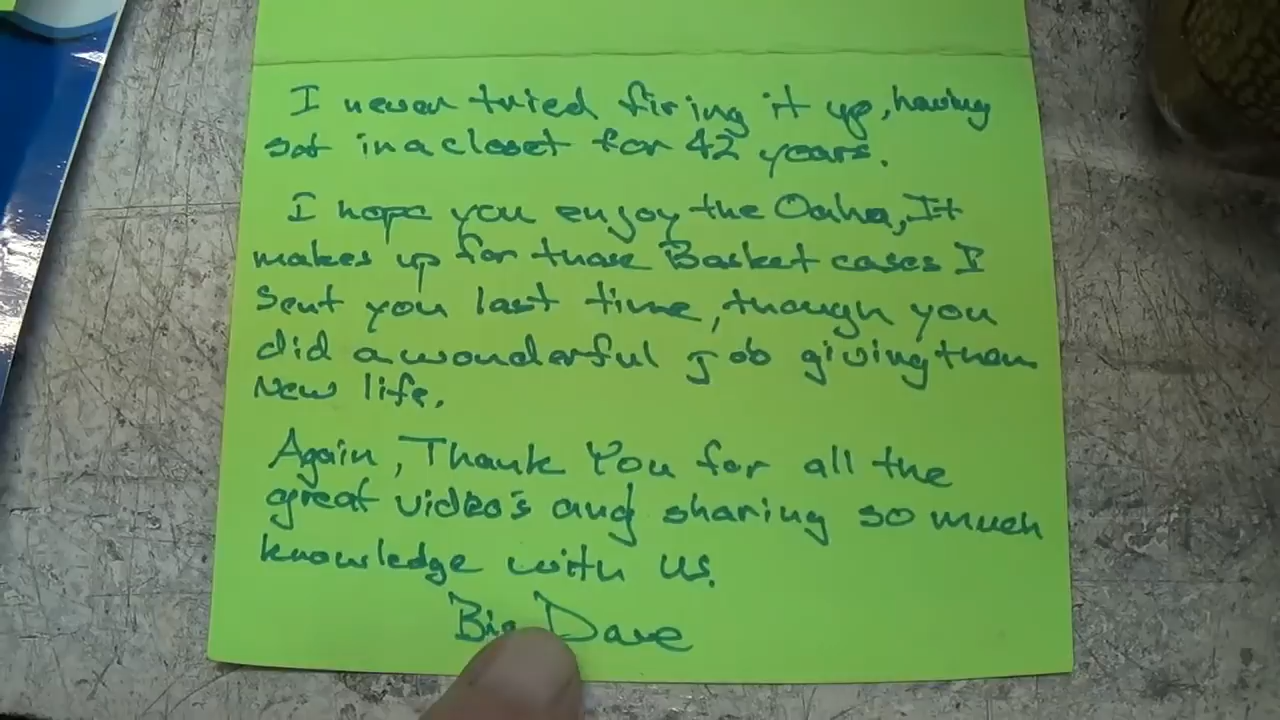 I never tried firing it up, having
sat in a closet for 42 years.
I hope you enjoy the Oaha, It
makes up for those Basket cases I
Sent you last time, though you
did a wonderful job giving them
New life.
Again, Thank You for all the
great video's and sharing so much
knowledge with us.
Big Dave